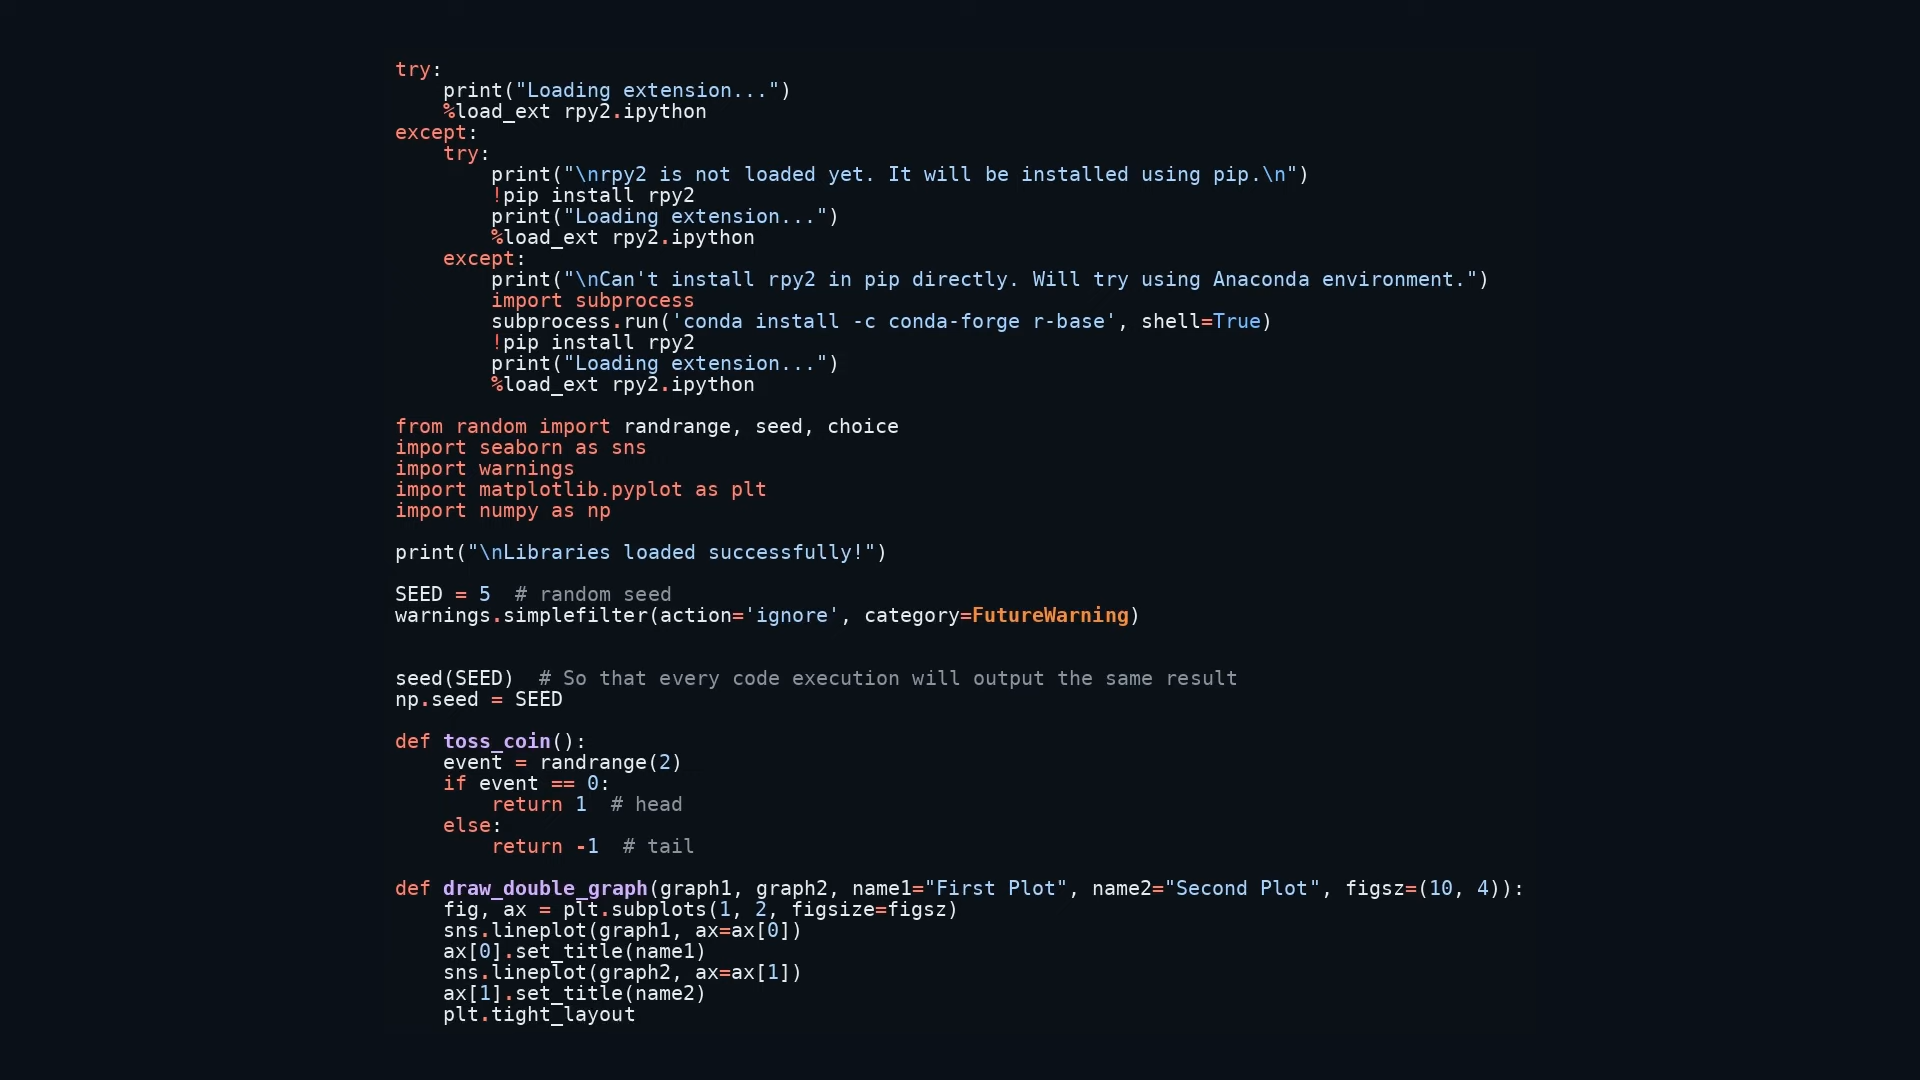 try:
    print("Loading extension...")
    %load_ext rpy2.ipython
except:
    try:
        print("\nrpy2 is not loaded yet. It will be installed using pip.\n")
        !pip install rpy2
        print("Loading extension...")
        %load_ext rpy2.ipython
    except:
        print("\nCan't install rpy2 in pip directly. Will try using Anaconda environment.")
        import subprocess
        subprocess.run('conda install -c conda-forge r-base', shell=True)
        !pip install rpy2
        print("Loading extension...")
        %load_ext rpy2.ipython

from random import randrange, seed, choice
import seaborn as sns
import warnings
import matplotlib.pyplot as plt
import numpy as np

print("\nLibraries loaded successfully!")

SEED = 5  # random seed
warnings.simplefilter(action='ignore', category=FutureWarning)


seed(SEED)  # So that every code execution will output the same result
np.seed = SEED

def toss_coin():
    event = randrange(2)
    if event == 0:
        return 1  # head
    else:
        return -1  # tail

def draw_double_graph(graph1, graph2, name1="First Plot", name2="Second Plot", figsz=(10, 4)):
    fig, ax = plt.subplots(1, 2, figsize=figsz)
    sns.lineplot(graph1, ax=ax[0])
    ax[0].set_title(name1)
    sns.lineplot(graph2, ax=ax[1])
    ax[1].set_title(name2)
    plt.tight_layout